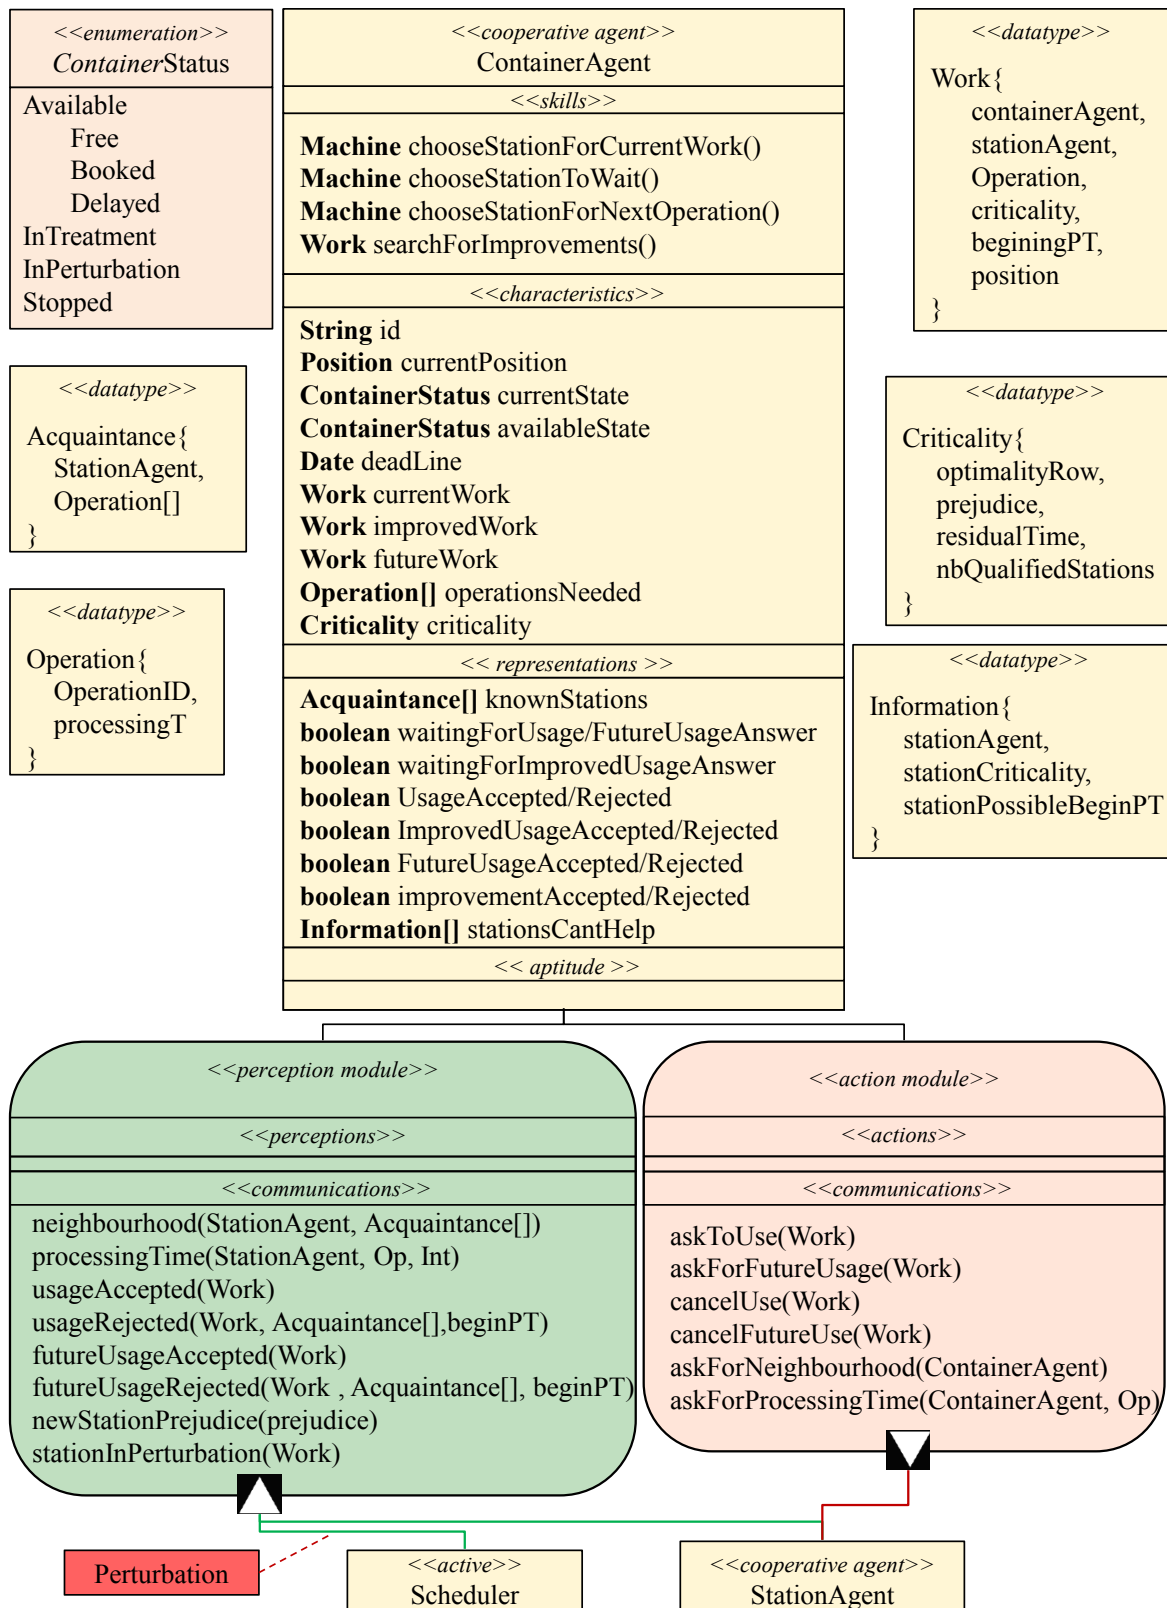 <<enumeration>>
ContainerStatus
Available
Free
Booked
Delayed
InTreatment
InPerturbation
Stopped
<<datatype>>
Acquaintance{
StationAgent,
Operation[]
}
<<datatype>>
Operation{
OperationID,
processingT
}
<<cooperative agent>>
ContainerAgent
<<skills>>
Machine chooseStationForCurrentWork()
Machine chooseStationToWait()
Machine chooseStationForNextOperation()
Work searchForImprovements()
<<characteristics>>
String id
Position currentPosition
ContainerStatus currentState
ContainerStatus availableState
Date deadLine
Work currentWork
Work improvedWork
Work futureWork
Operation[] operationsNeeded
Criticality criticality
<< representations >>
Acquaintance[] knownStations
boolean waitingForUsage/FutureUsageAnswer
boolean waitingForImprovedUsageAnswer
boolean UsageAccepted/Rejected
boolean ImprovedUsageAccepted/Rejected
boolean FutureUsageAccepted/Rejected
boolean improvementAccepted/Rejected
Information[] stationsCantHelp
<< aptitude >>
<<datatype>>
Work{
containerAgent,
stationAgent,
Operation,
criticality,
beginingPT,
position
}
<<datatype>>
Criticality{
optimalityRow,
prejudice,
residualTime,
nbQualifiedStations
}
<<datatype>>
Information{
stationAgent,
stationCriticality,
stationPossibleBeginPT
}
<<perception module>>
<<perceptions>>
<<communications>>
neighbourhood(StationAgent, Acquaintance[])
processingTime(StationAgent, Op, Int)
usageAccepted(Work)
usageRejected(Work, Acquaintance[],beginPT)
futureUsageAccepted(Work)
futureUsageRejected(Work , Acquaintance[], beginPT)
newStationPrejudice(prejudice)
stationInPerturbation(Work)
<<action module>>
<<actions>>
<<communications>>
askToUse(Work)
askForFutureUsage(Work)
cancelUse(Work)
cancelFutureUse(Work)
askForNeighbourhood(ContainerAgent)
askForProcessingTime(ContainerAgent, Op)
Perturbation
<<active>>
Scheduler
<<cooperative agent>>
StationAgent